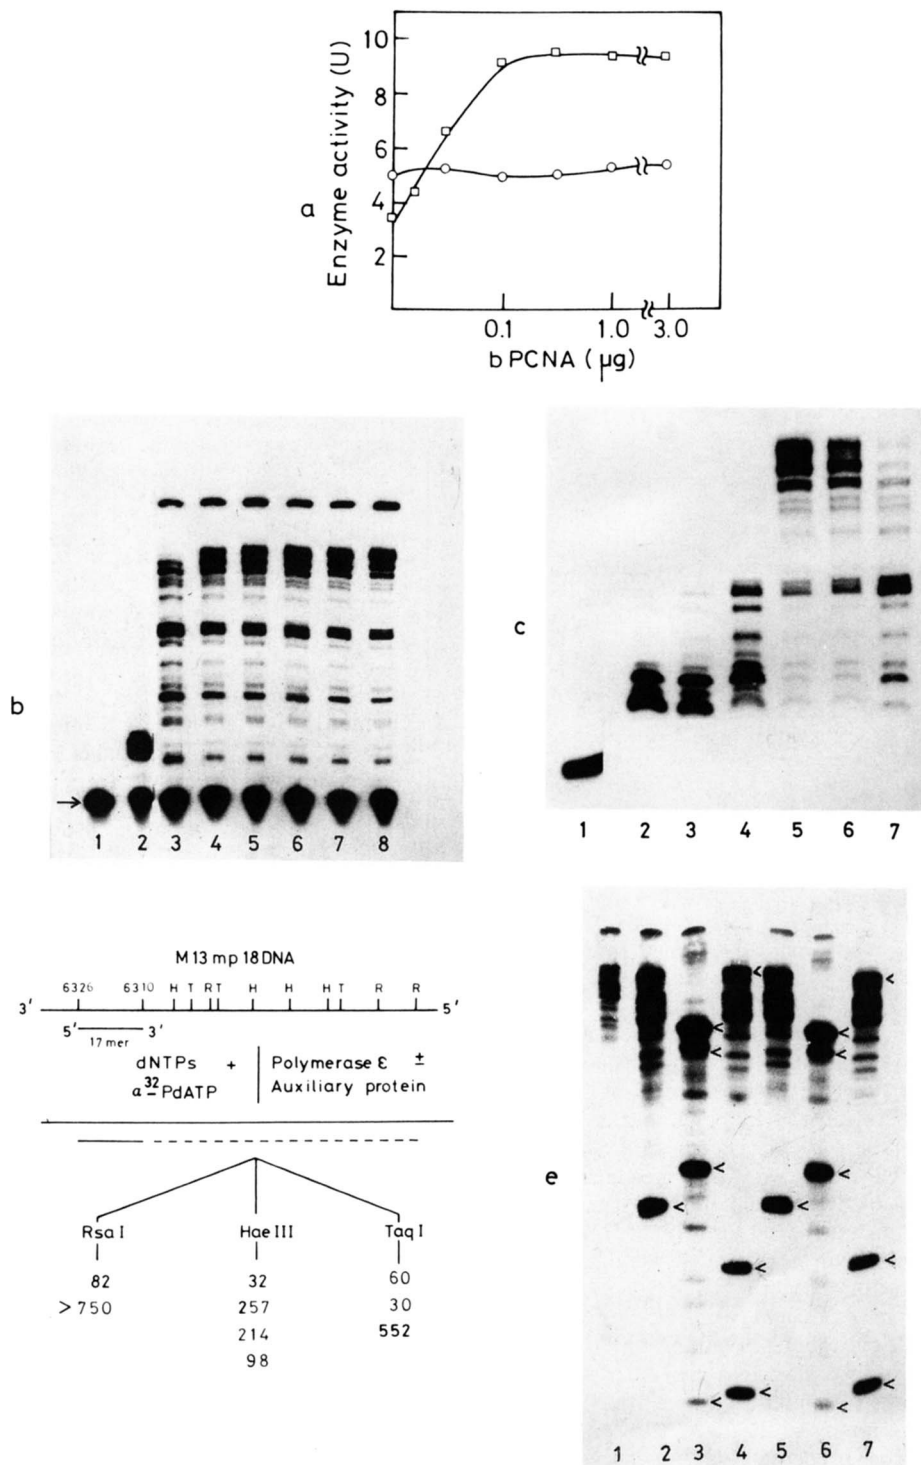 10
8
6
4
2
Enzyme activity (U)
a
0.1 1.0 3.0
bPCNA (µg)
b
1 2 3 4 5 6 7 8
c
1 2 3 4 5 6 7
M13 mp 18 DNA
6326 6310 H T R T H H H T R R
3' 5'
5' 3'
17 mer
dNTPs + Polymerase ε ±
α32-PdATP Auxiliary protein
Rsa I Hae III Taq I
82 32 60
>750 257 30
214 552
98
e
< < < < < < < < < < < < < <
1 2 3 4 5 6 7